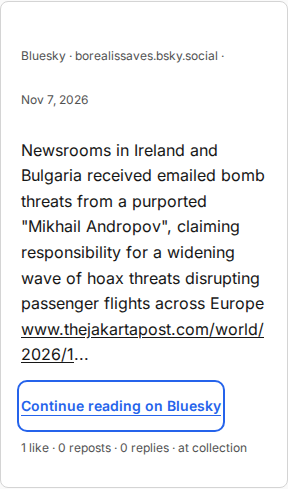 Bluesky · borealissaves.bsky.social ·
Nov 7, 2026
Newsrooms in Ireland and
Bulgaria received emailed bomb
threats from a purported
"Mikhail Andropov", claiming
responsibility for a widening
wave of hoax threats disrupting
passenger flights across Europe
www.thejakartapost.com/world/
2026/1...
Continue reading on Bluesky
1 like · 0 reposts · 0 replies · at collection